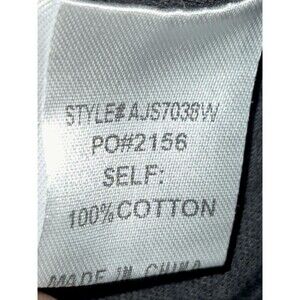 STYLE#AJS7038W
PO#2156
SELF:
100%COTTON
MADE IN CHINA